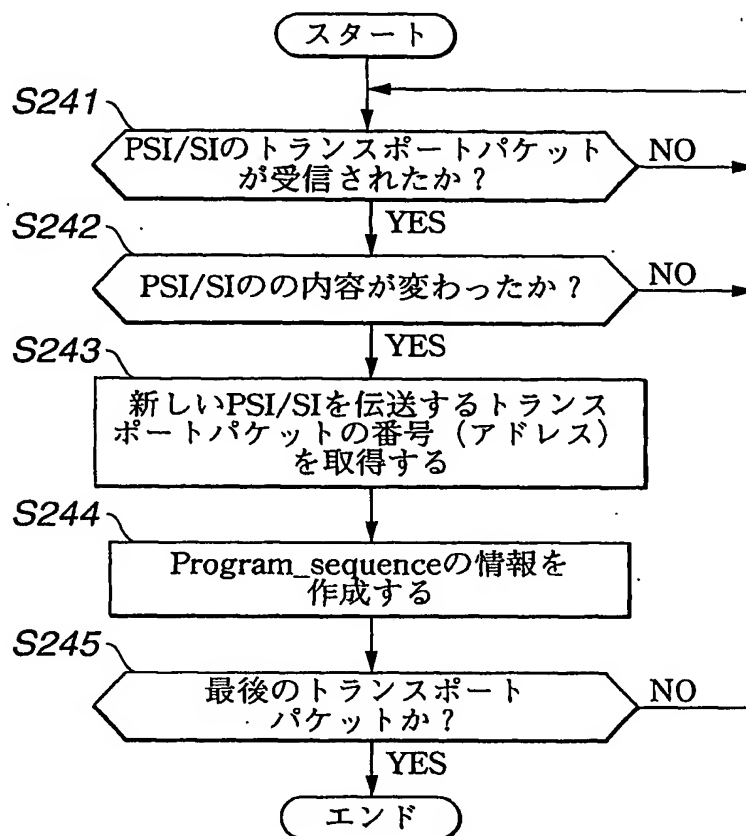 スタート
S241
PSI/SIのトランスポートパケット
が受信されたか？
NO
YES
S242
PSI/SIのの内容が変わったか？
NO
YES
S243
新しいPSI/SIを伝送するトランス
ポートパケットの番号（アドレス）
を取得する
S244
Program_sequenceの情報を
作成する
S245
最後のトランスポート
パケットか？
NO
YES
エンド